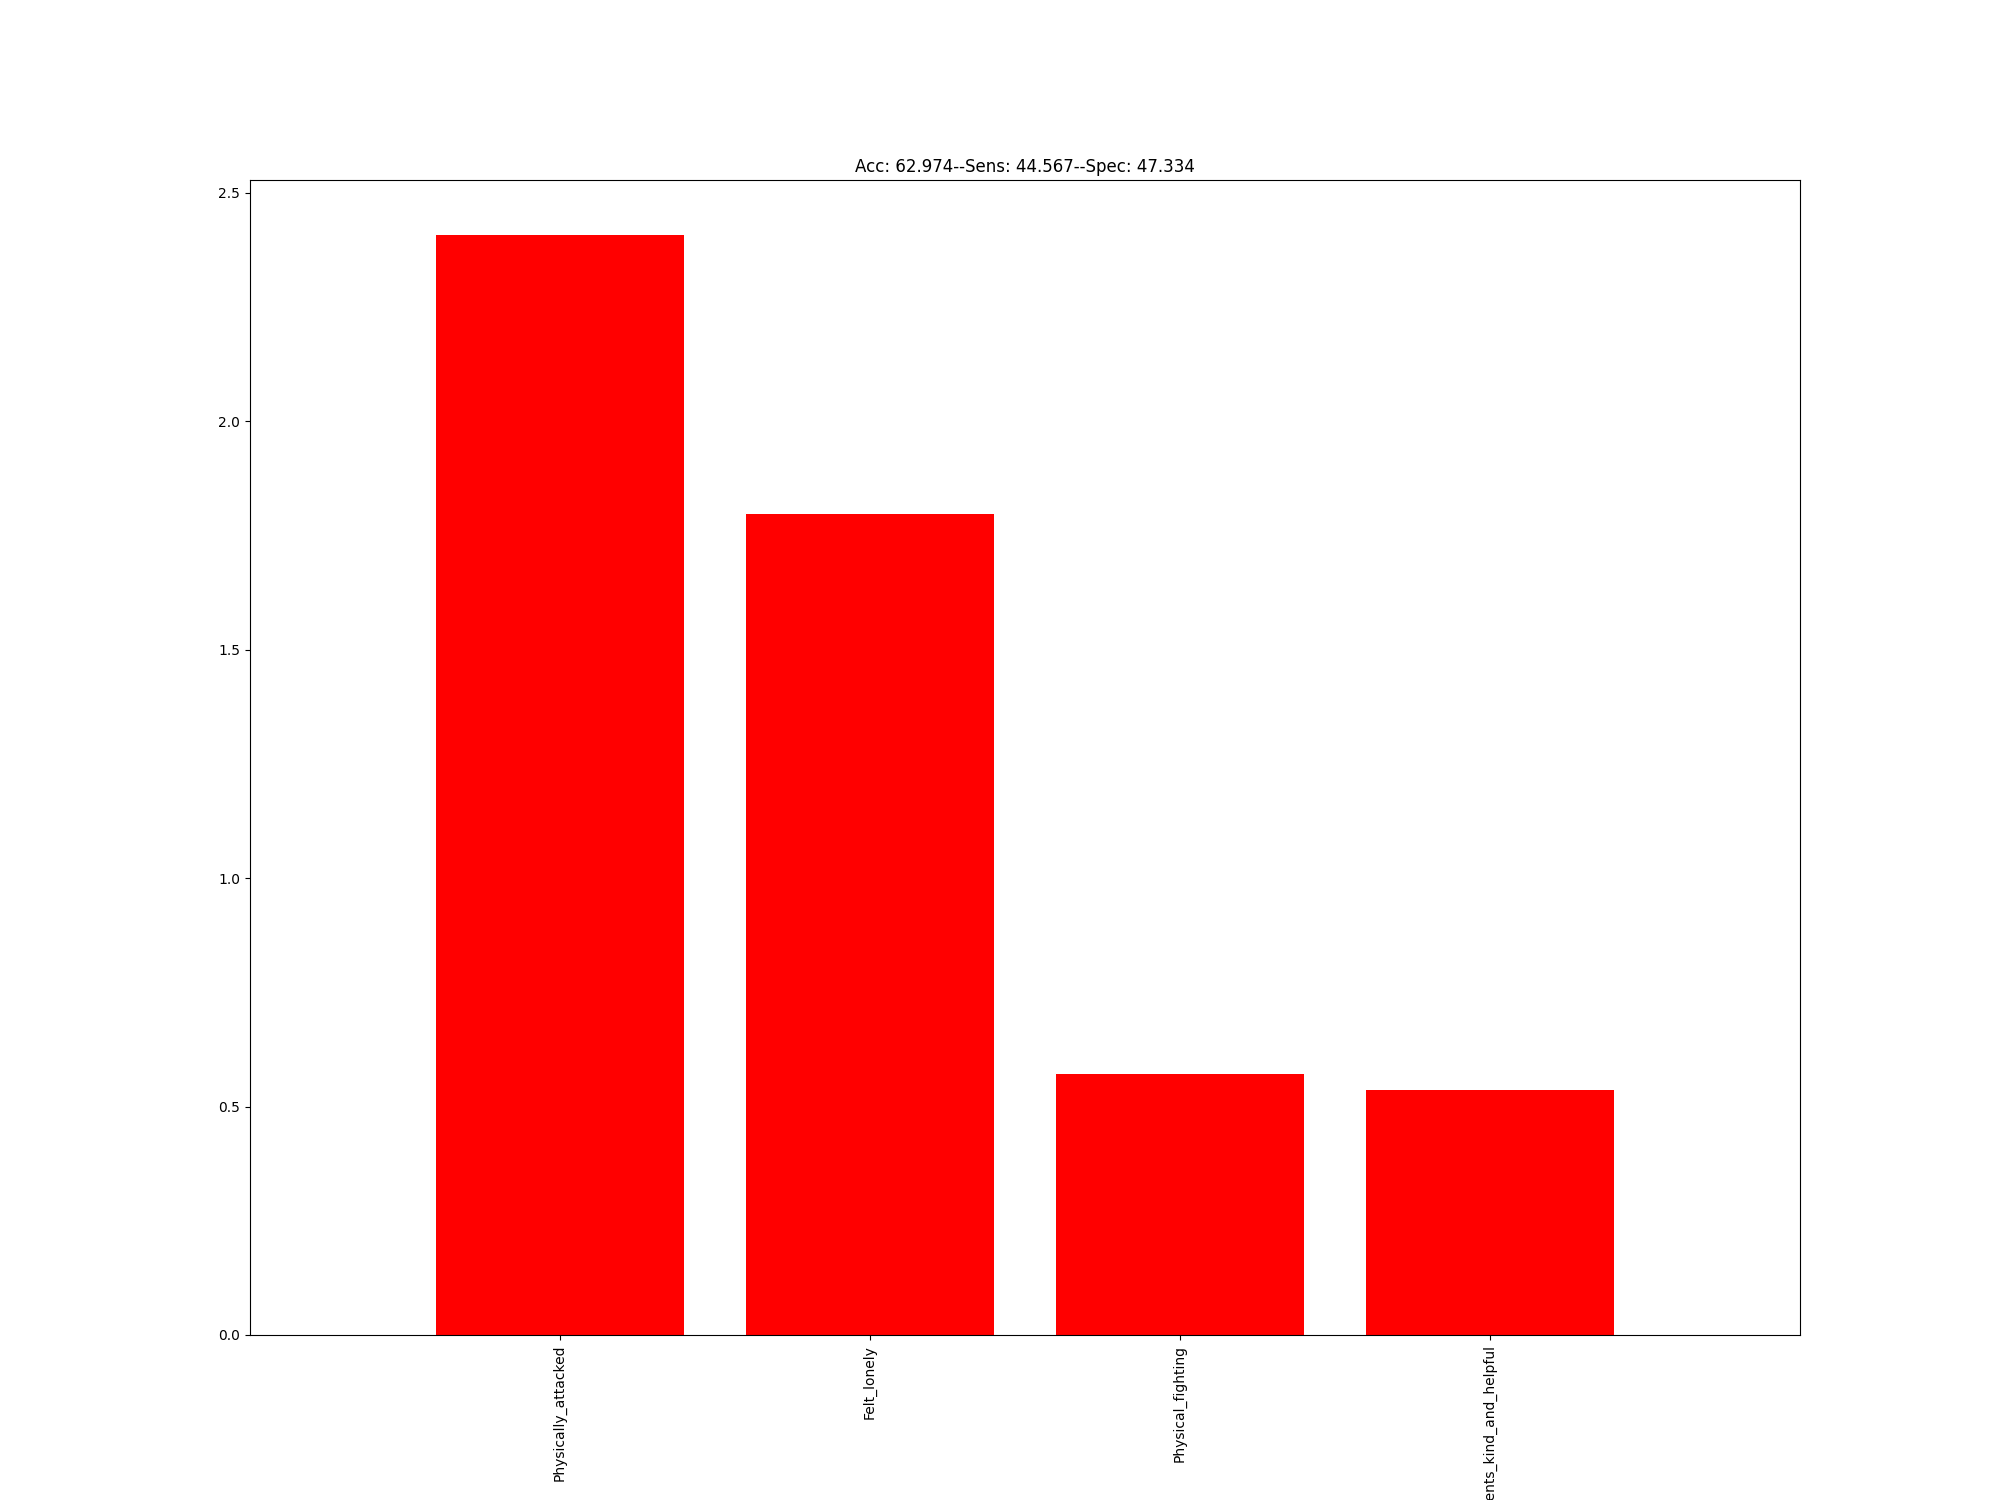 Acc: 62.974--Sens: 44.567--Spec: 47.334
2.5
2.0
1.5
1.0
0.5
0.0
Physically_attacked
Felt_lonely
Physical_fighting
ents_kind_and_helpful